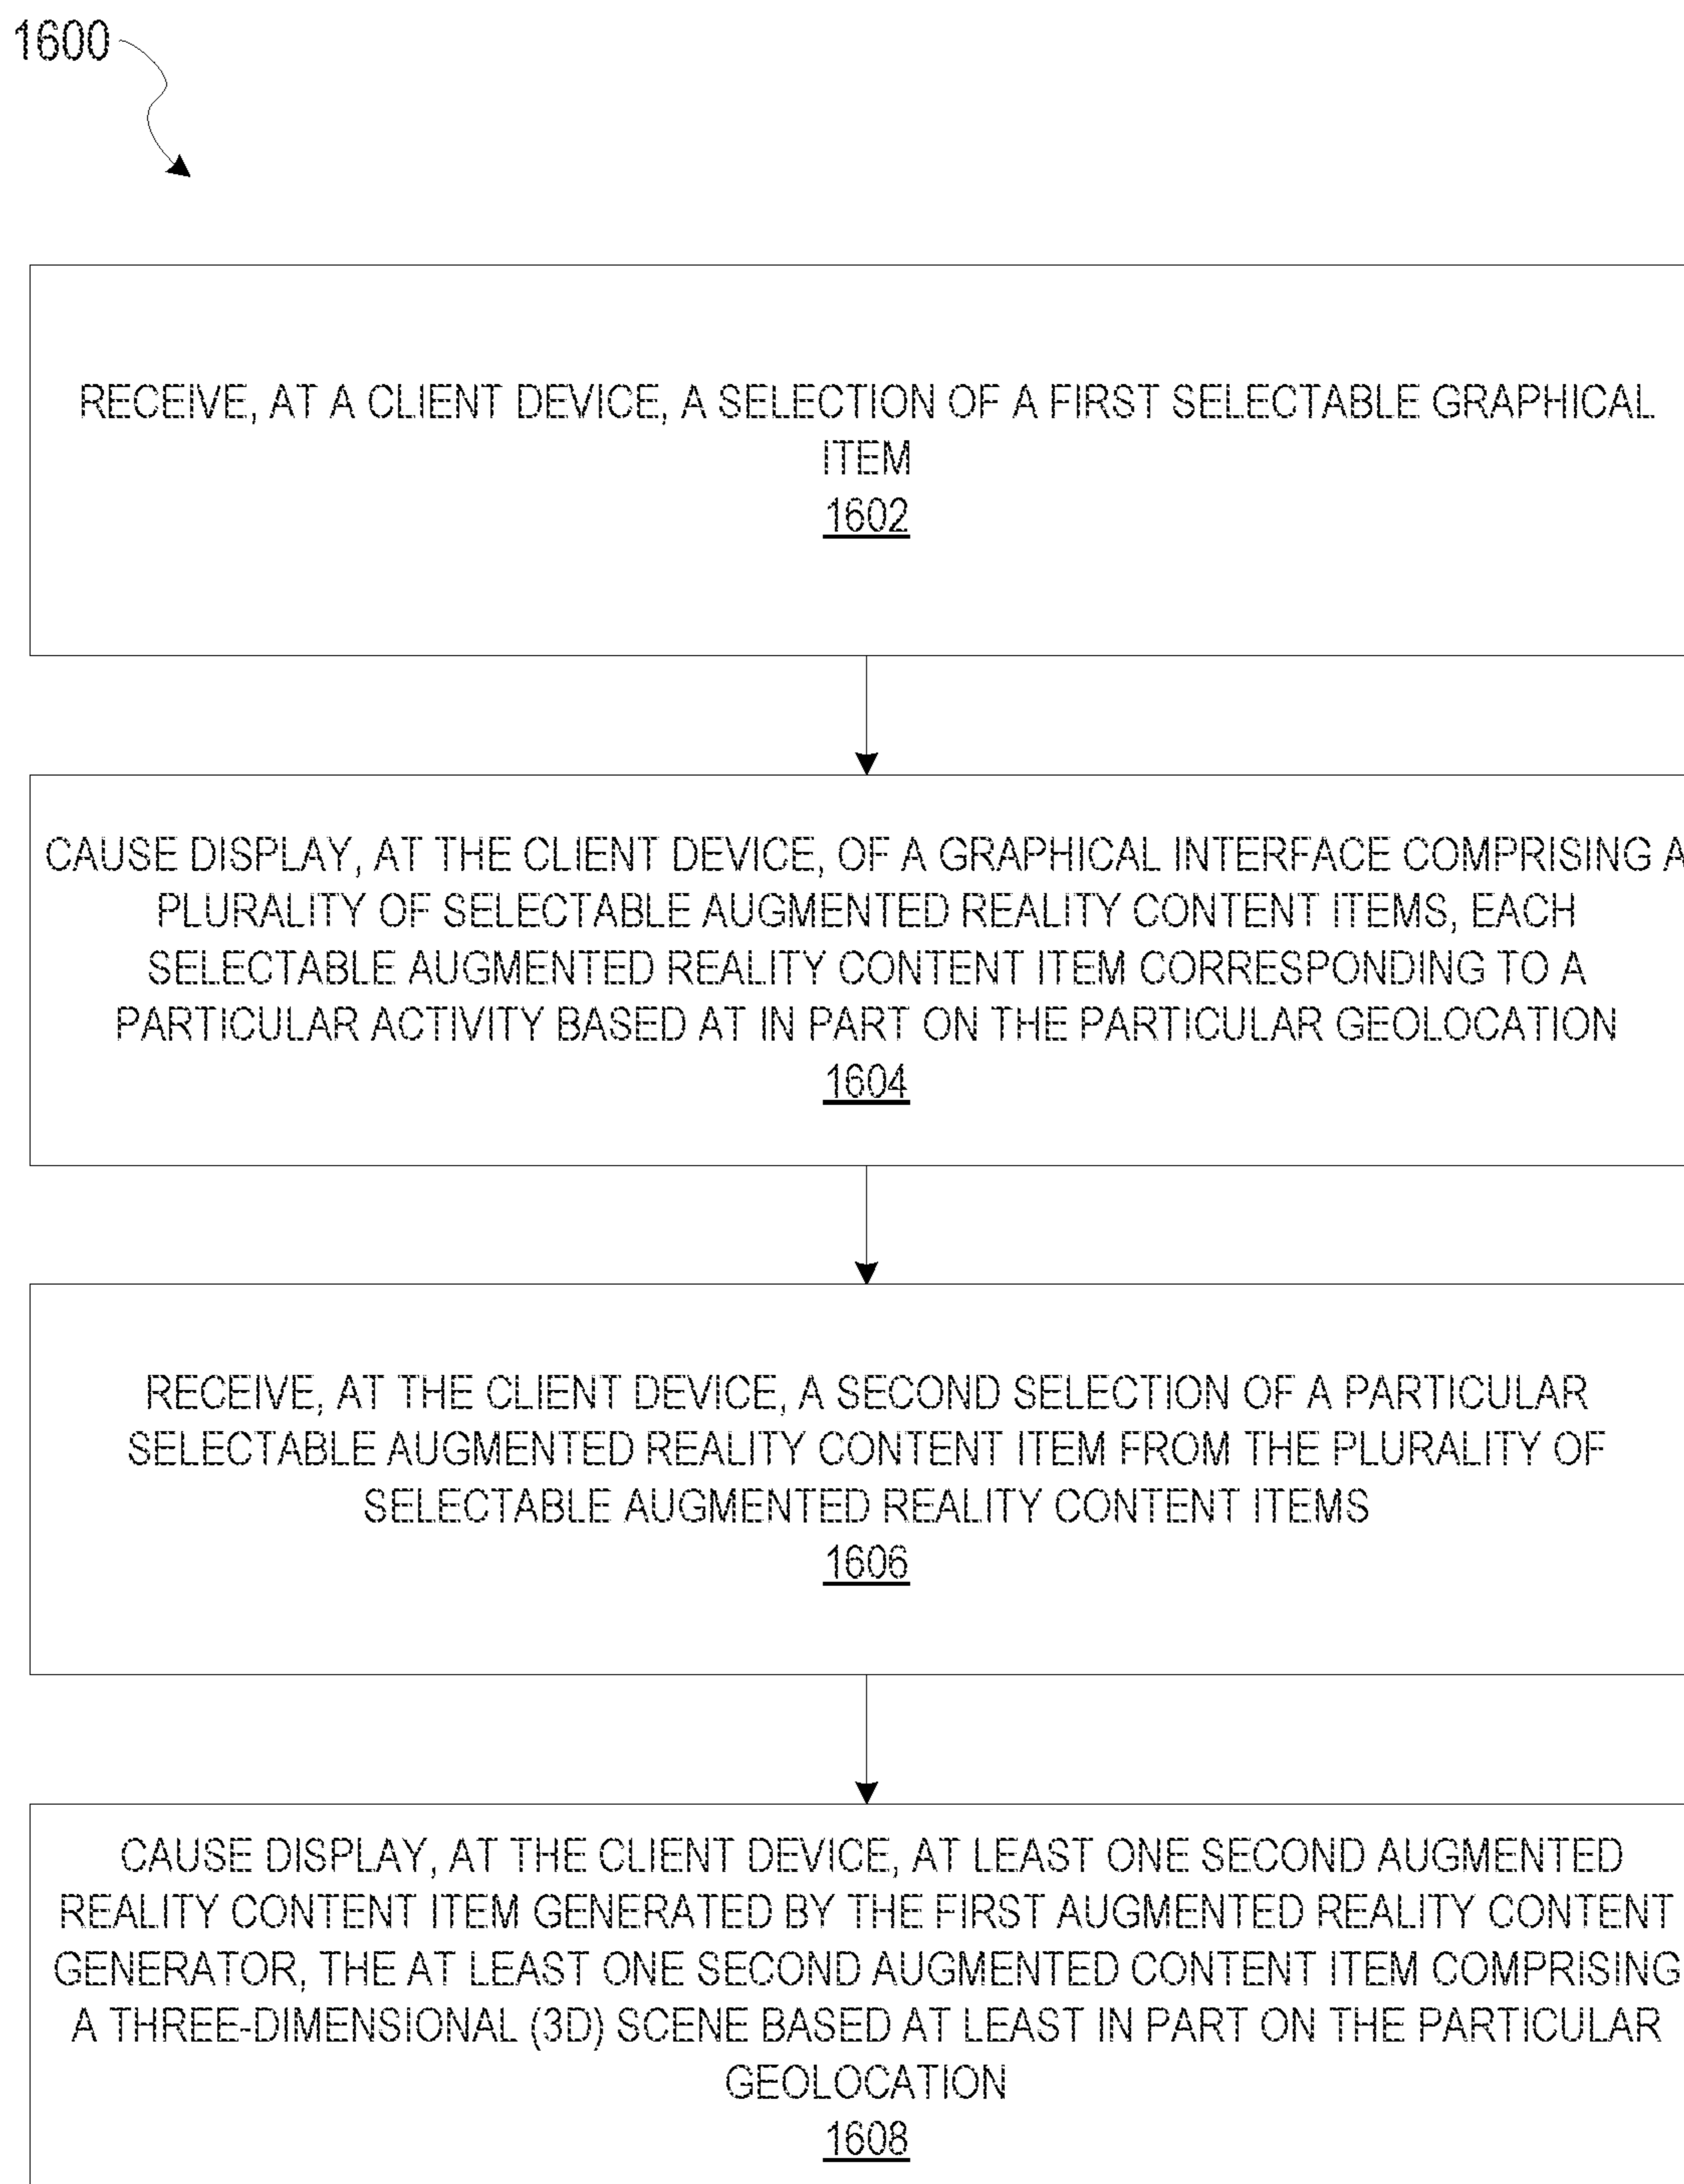 1600
RECEIVE, AT A CLIENT DEVICE, A SELECTION OF A FIRST SELECTABLE GRAPHICAL
ITEM
1602
CAUSE DISPLAY, AT THE CLIENT DEVICE, OF A GRAPHICAL INTERFACE COMPRISING A
PLURALITY OF SELECTABLE AUGMENTED REALITY CONTENT ITEMS, EACH
SELECTABLE AUGMENTED REALITY CONTENT ITEM CORRESPONDING TO A
PARTICULAR ACTIVITY BASED AT IN PART ON THE PARTICULAR GEOLOCATION
1604
RECEIVE, AT THE CLIENT DEVICE, A SECOND SELECTION OF A PARTICULAR
SELECTABLE AUGMENTED REALITY CONTENT ITEM FROM THE PLURALITY OF
SELECTABLE AUGMENTED REALITY CONTENT ITEMS
1606
CAUSE DISPLAY, AT THE CLIENT DEVICE, AT LEAST ONE SECOND AUGMENTED
REALITY CONTENT ITEM GENERATED BY THE FIRST AUGMENTED REALITY CONTENT
GENERATOR, THE AT LEAST ONE SECOND AUGMENTED CONTENT ITEM COMPRISING
A THREE-DIMENSIONAL (3D) SCENE BASED AT LEAST IN PART ON THE PARTICULAR
GEOLOCATION
1608